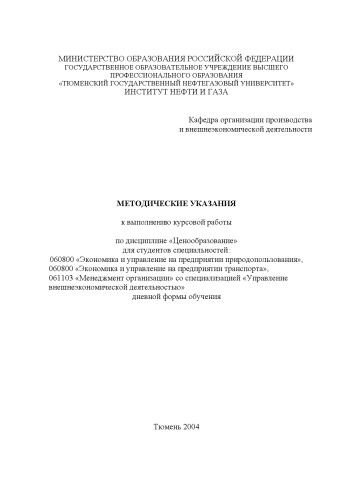 МИНИСТЕРСТВО ОБРАЗОВАНИЯ РОССИЙСКОЙ ФЕДЕРАЦИИ
ГОСУДАРСТВЕННОЕ ОБРАЗОВАТЕЛЬНОЕ УЧРЕЖДЕНИЕ ВЫСШЕГО
ПРОФЕССИОНАЛЬНОГО ОБРАЗОВАНИЯ
«ТЮМЕНСКИЙ ГОСУДАРСТВЕННЫЙ НЕФТЕГАЗОВЫЙ УНИВЕРСИТЕТ»
ИНСТИТУТ НЕФТИ И ГАЗА
Кафедра организации производства
и внешнеэкономической деятельности
МЕТОДИЧЕСКИЕ УКАЗАНИЯ
к выполнению курсовой работы
по дисциплине «Ценообразование»
для студентов специальностей:
060800 «Экономика и управление на предприятии природопользования»,
060800 «Экономика и управление на предприятии транспорта»,
061103 «Менеджмент организации» со специализацией «Управление
внешнеэкономической деятельностью»
дневной формы обучения
Тюмень 2004